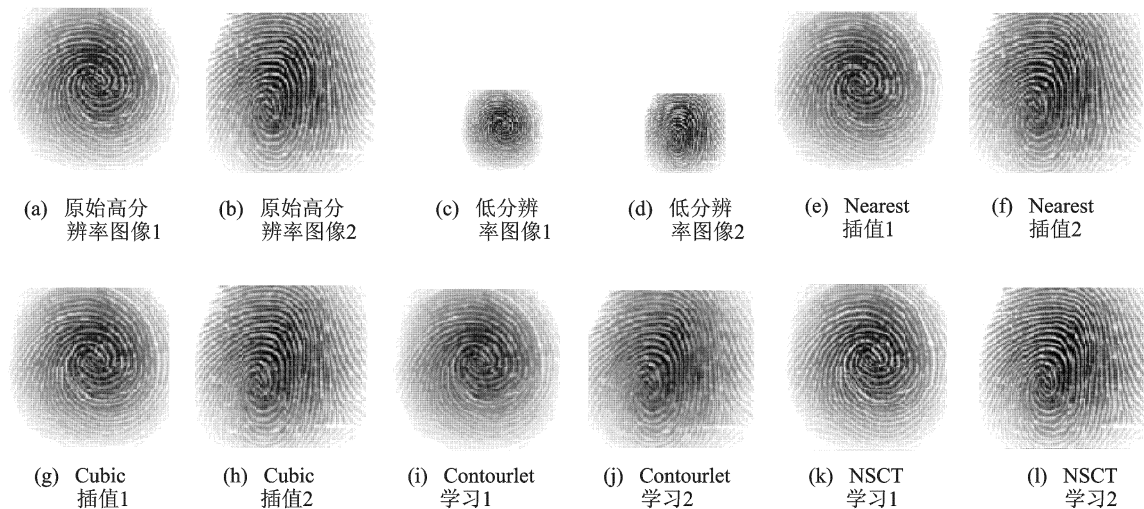 (a) 原始高分 (b) 原始高分 (c) 低分辨 (d) 低分辨 (e) Nearest (f) Nearest
辨率图像1 辨率图像2 率图像1 率图像2 插值1 插值2
(g) Cubic (h) Cubic (i) Contourlet (j) Contourlet (k) NSCT (l) NSCT
插值1 插值2 学习1 学习2 学习1 学习2